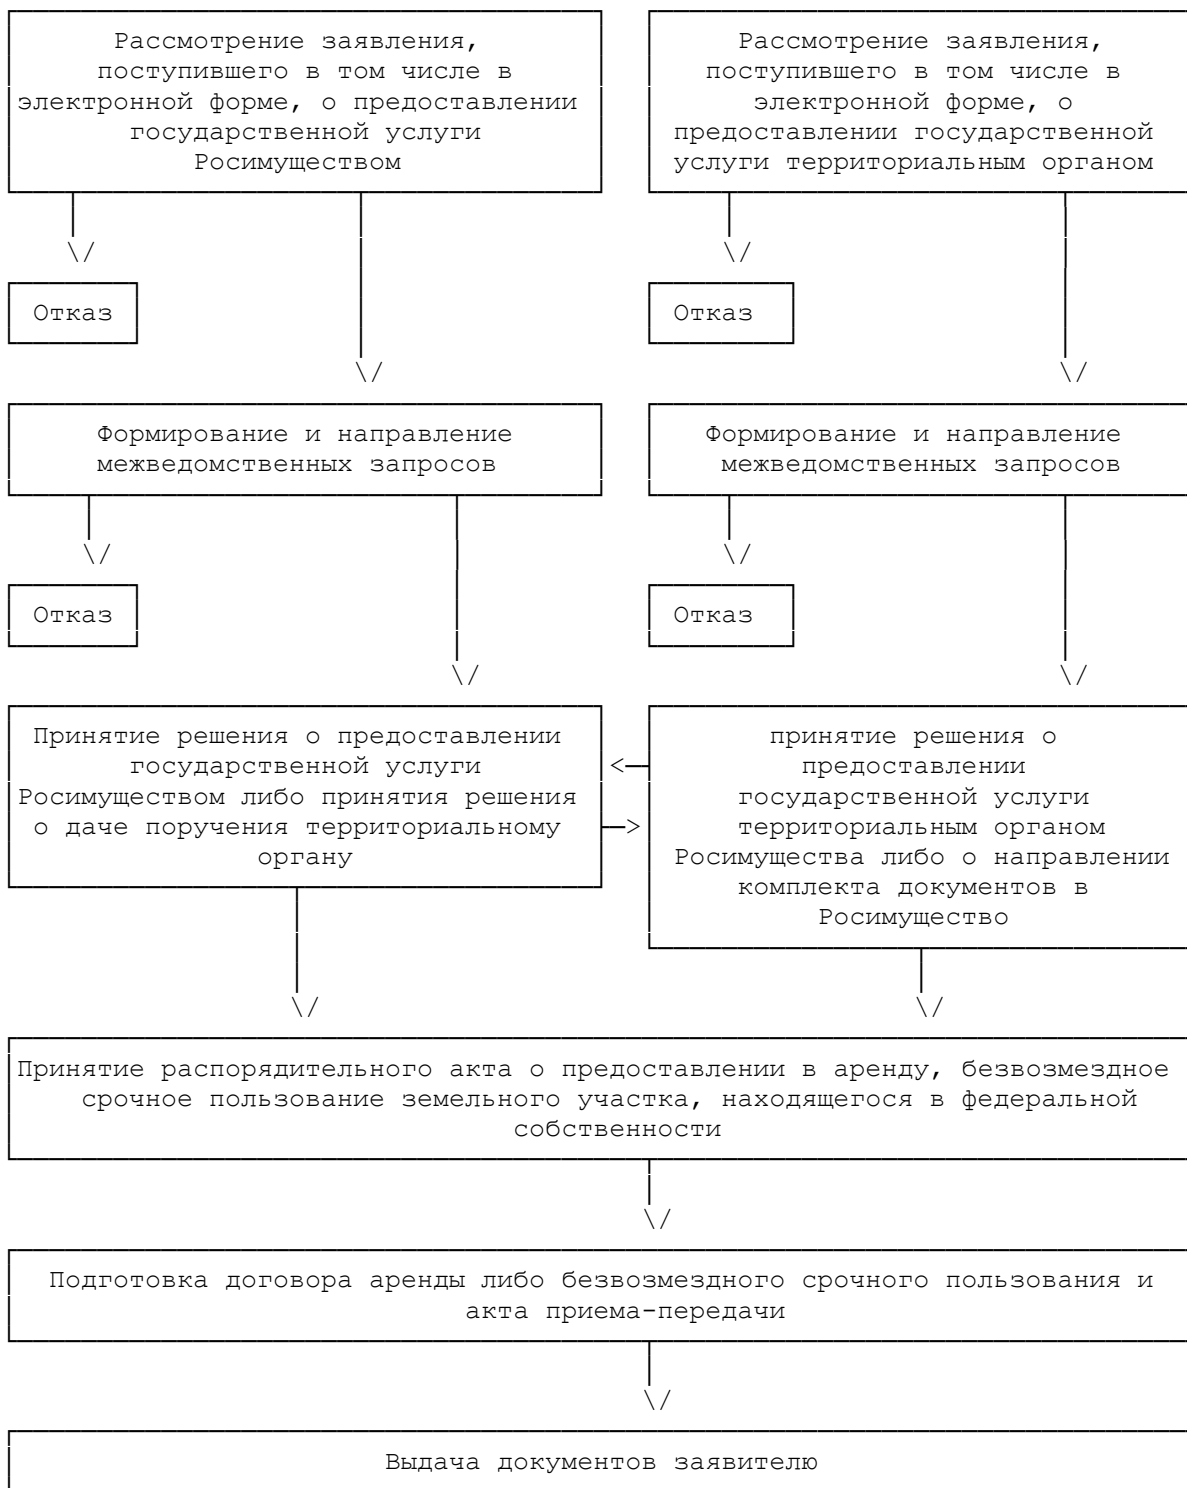 Рассмотрение заявления,
поступившего в том числе в
электронной форме, о предоставлении
государственной услуги
Росимуществом
Рассмотрение заявления,
поступившего в том числе в
электронной форме, о
предоставлении государственной
услуги территориальным органом
Отказ
Отказ
Формирование и направление
межведомственных запросов
Формирование и направление
межведомственных запросов
Отказ
Отказ
Принятие решения о предоставлении
государственной услуги
Росимуществом либо принятия решения
о даче поручения территориальному
органу
принятие решения о
предоставлении
государственной услуги
территориальным органом
Росимущества либо о направлении
комплекта документов в
Росимущество
Принятие распорядительного акта о предоставлении в аренду, безвозмездное
срочное пользование земельного участка, находящегося в федеральной
собственности
Подготовка договора аренды либо безвозмездного срочного пользования и
акта приема-передачи
Выдача документов заявителю